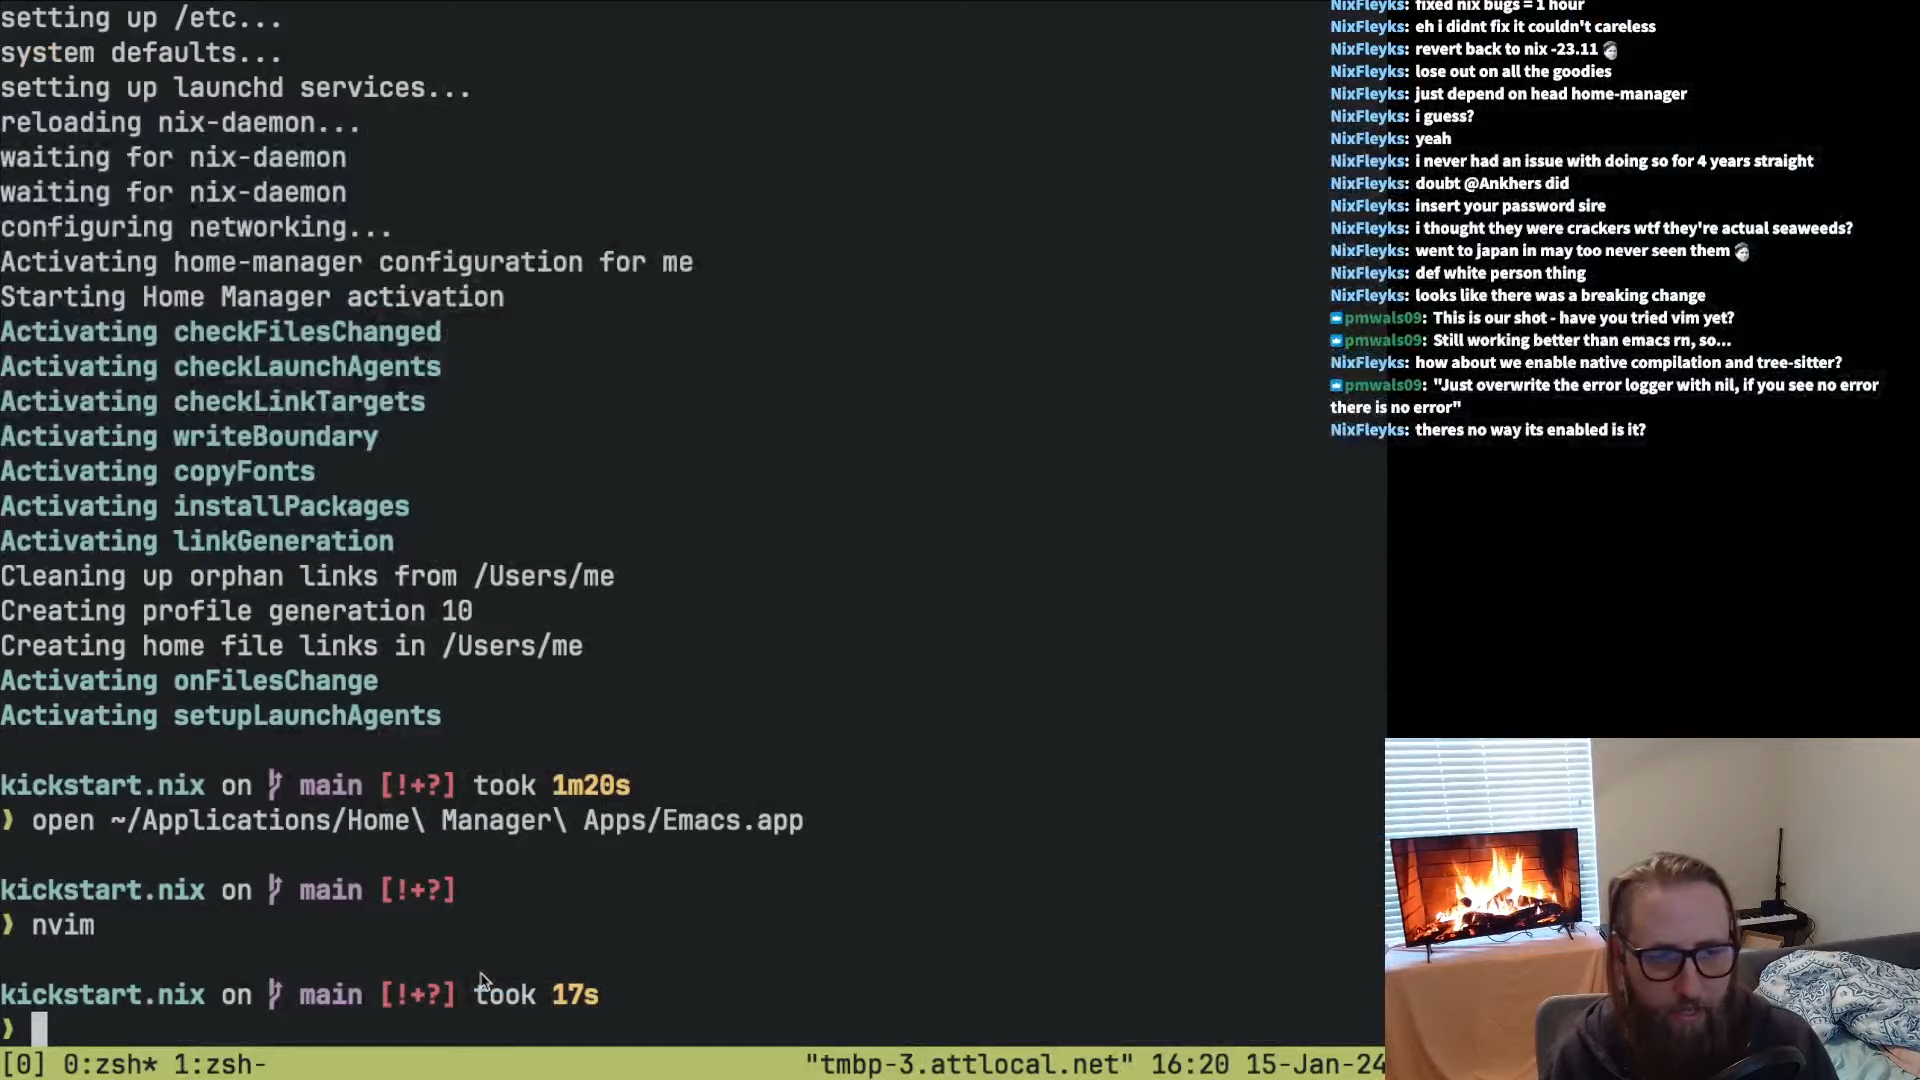 setting up /etc...
system defaults...
setting up launchd services...
reloading nix-daemon...
waiting for nix-daemon
waiting for nix-daemon
configuring networking...
Activating home-manager configuration for me
Starting Home Manager activation
Activating checkFilesChanged
Activating checkLaunchAgents
Activating checkLinkTargets
Activating writeBoundary
Activating copyFonts
Activating installPackages
Activating linkGeneration
Cleaning up orphan links from /Users/me
Creating profile generation 10
Creating home file links in /Users/me
Activating onFilesChange
Activating setupLaunchAgents
kickstart.nix on main [!+?] took 1m20s
❯ open ~/Applications/Home\ Manager\ Apps/Emacs.app
kickstart.nix on main [!+?]
❯ nvim
kickstart.nix on main [!+?] took 17s
❯
[0] 0:zsh* 1:zsh- "tmbp-3.attlocal.net" 16:20 15-Jan-24
NixFleyks: fixed nix bugs = 1 hour
NixFleyks: eh i didnt fix it couldn't careless
NixFleyks: revert back to nix -23.11
NixFleyks: lose out on all the goodies
NixFleyks: just depend on head home-manager
NixFleyks: i guess?
NixFleyks: yeah
NixFleyks: i never had an issue with doing so for 4 years straight
NixFleyks: doubt @Ankhers did
NixFleyks: insert your password sire
NixFleyks: i thought they were crackers wtf they're actual seaweeds?
NixFleyks: went to japan in may too never seen them
NixFleyks: def white person thing
NixFleyks: looks like there was a breaking change
pmwals09: This is our shot - have you tried vim yet?
pmwals09: Still working better than emacs rn, so...
NixFleyks: how about we enable native compilation and tree-sitter?
pmwals09: "Just overwrite the error logger with nil, if you see no error
there is no error"
NixFleyks: theres no way its enabled is it?